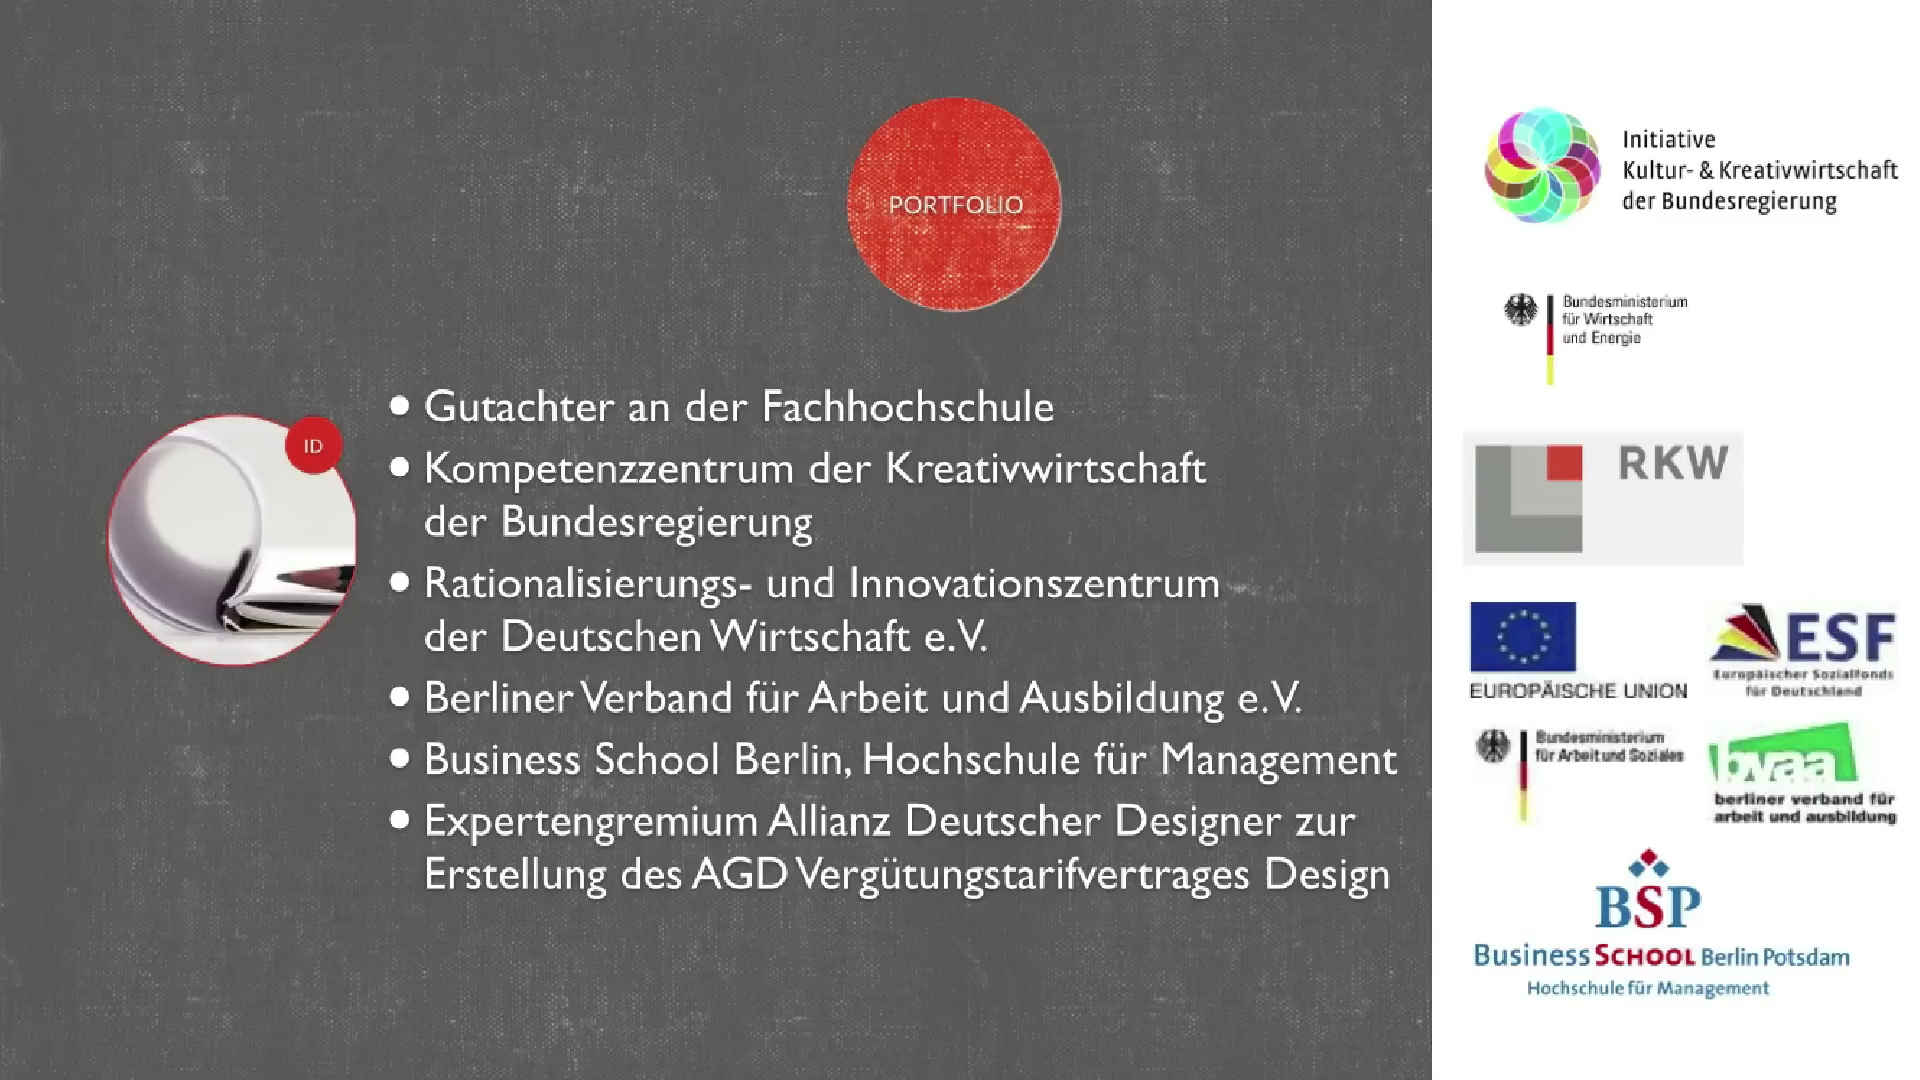 PORTFOLIO
ID
• Gutachter an der Fachhochschule
• Kompetenzzentrum der Kreativwirtschaft
der Bundesregierung
• Rationalisierungs- und Innovationszentrum
der Deutschen Wirtschaft e.V.
• Berliner Verband für Arbeit und Ausbildung e.V.
• Business School Berlin, Hochschule für Management
• Expertengremium Allianz Deutscher Designer zur
Erstellung des AGD Vergütungstarifvertrages Design
Initiative
Kultur- & Kreativwirtschaft
der Bundesregierung
Bundesministerium
für Wirtschaft
und Energie
RKW
EUROPÄISCHE UNION
ESF
Europäischer Sozialfonds
für Deutschland
Bundesministerium
für Arbeit und Soziales
bvaa
berliner verband für
arbeit und ausbildung
BSP
Business SCHOOL Berlin Potsdam
Hochschule für Management